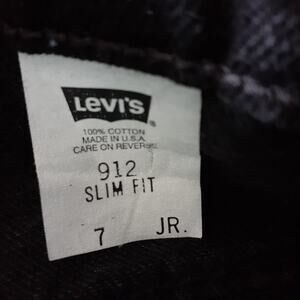 LEVI'S
100% COTTON
MADE IN U.S.A.
CARE ON REVERSE
912
SLIM FIT
7 JR.